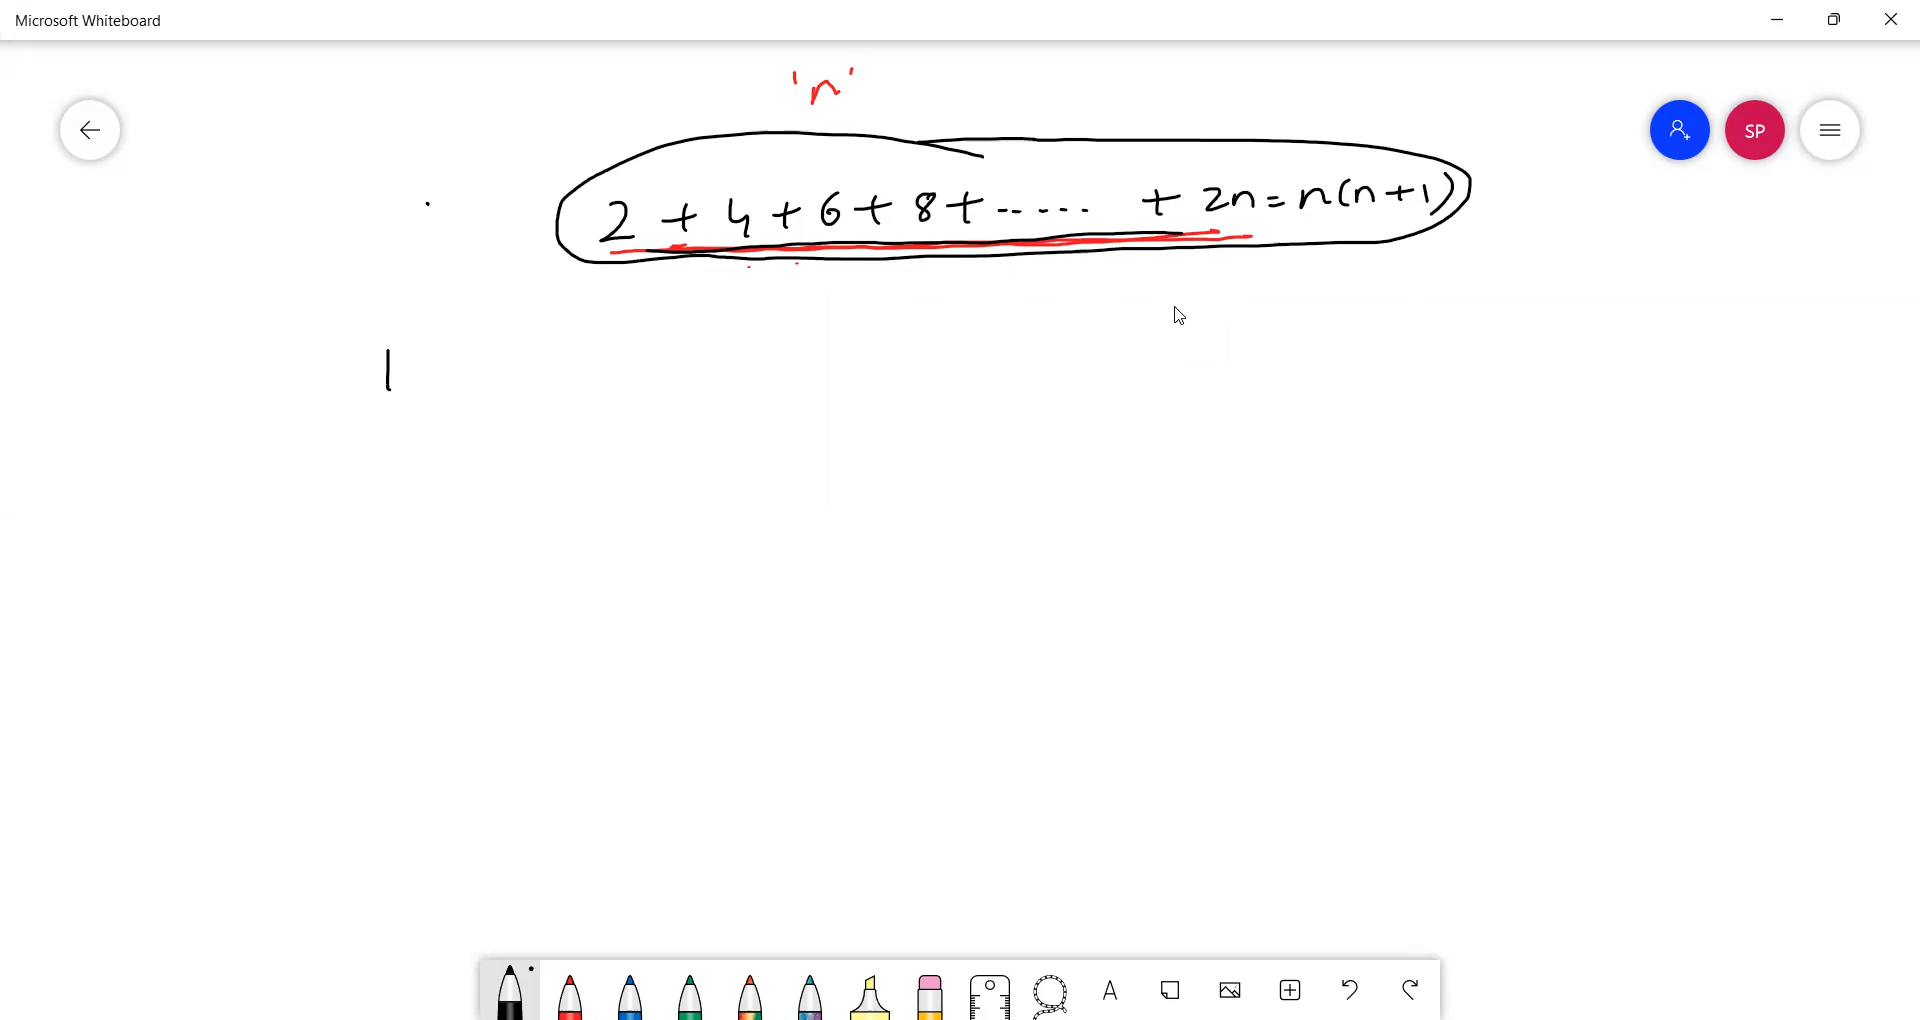 Microsoft Whiteboard
'n'
SP
2 + 4 + 6 + 8 + ..... + 2n = n(n+1)
|